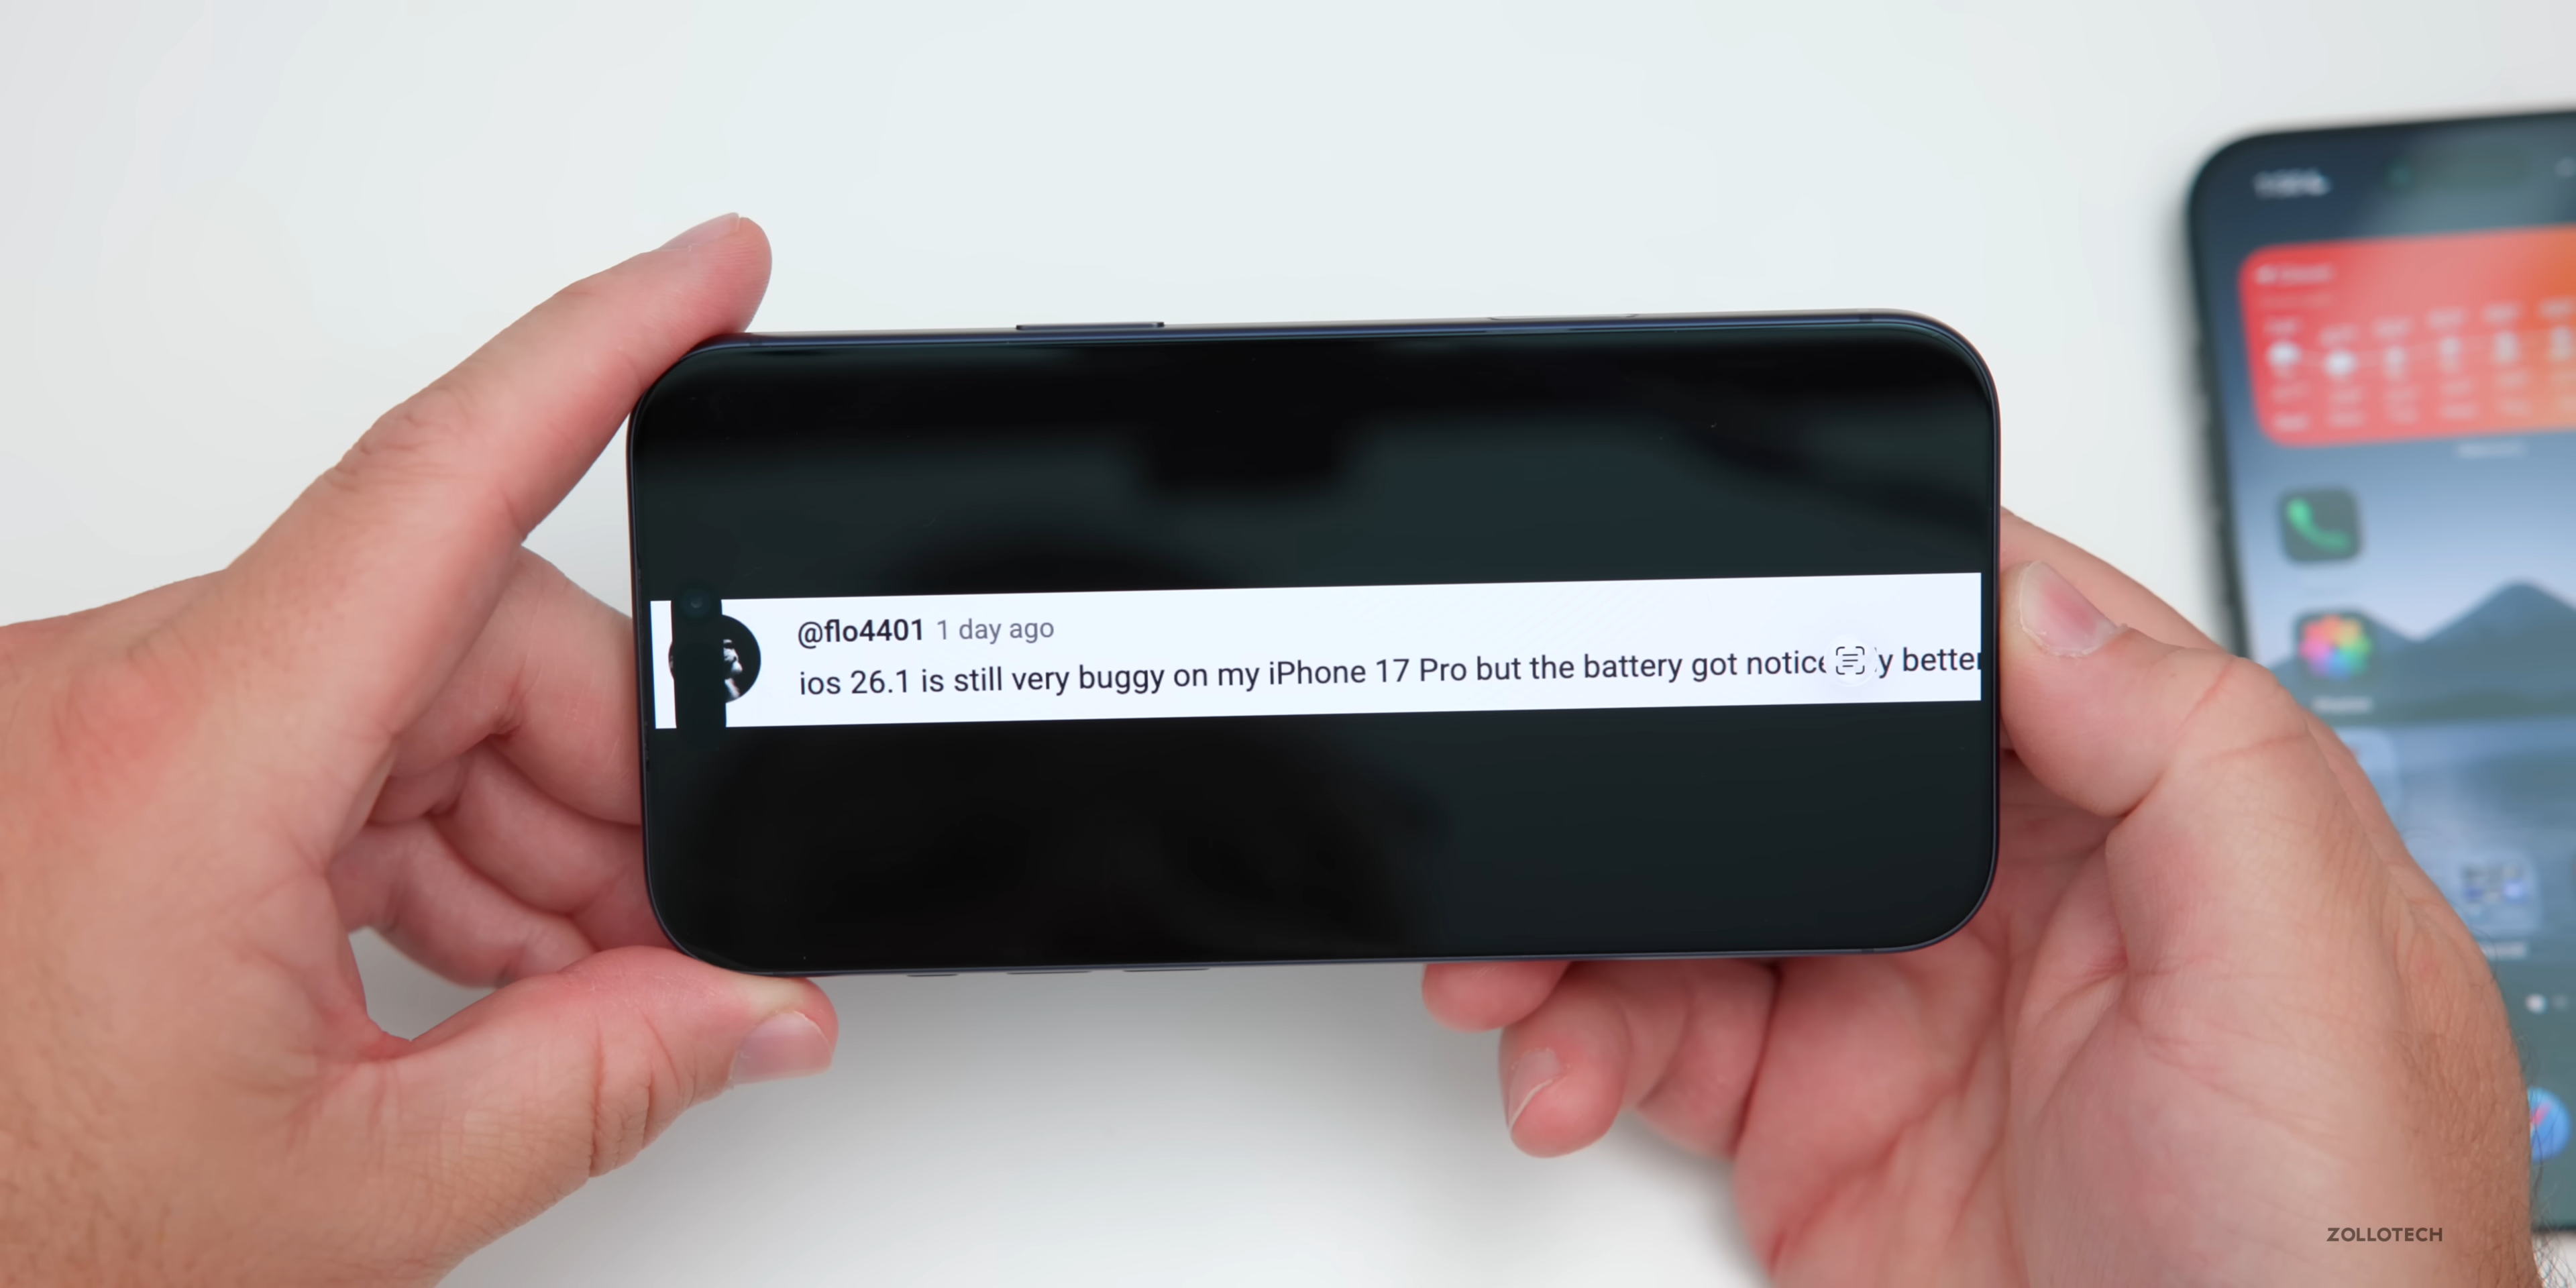 @flo4401 1 day ago
ios 26.1 is still very buggy on my iPhone 17 Pro but the battery got notice y better
ZOLLOTECH